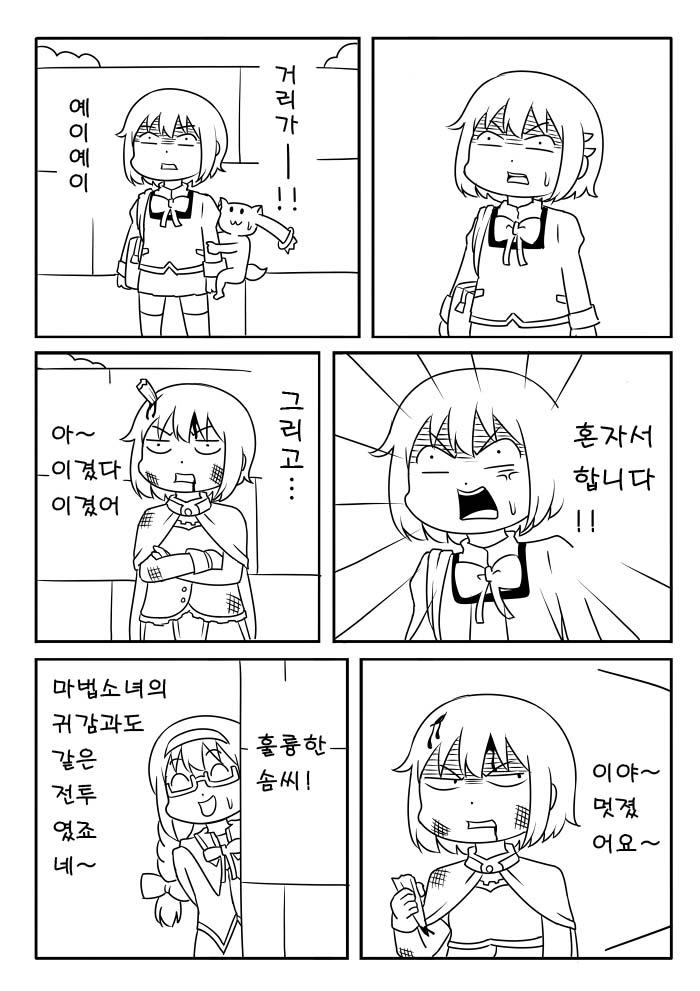 거리가ー!!
예이예이
혼자서
합니다
!!
그리고…
아~
이겼다
이겼어
마법소녀의
귀감과도
같은
전투
였죠
네~
훌륭한
솜씨!
이야~
멋졌
어요~